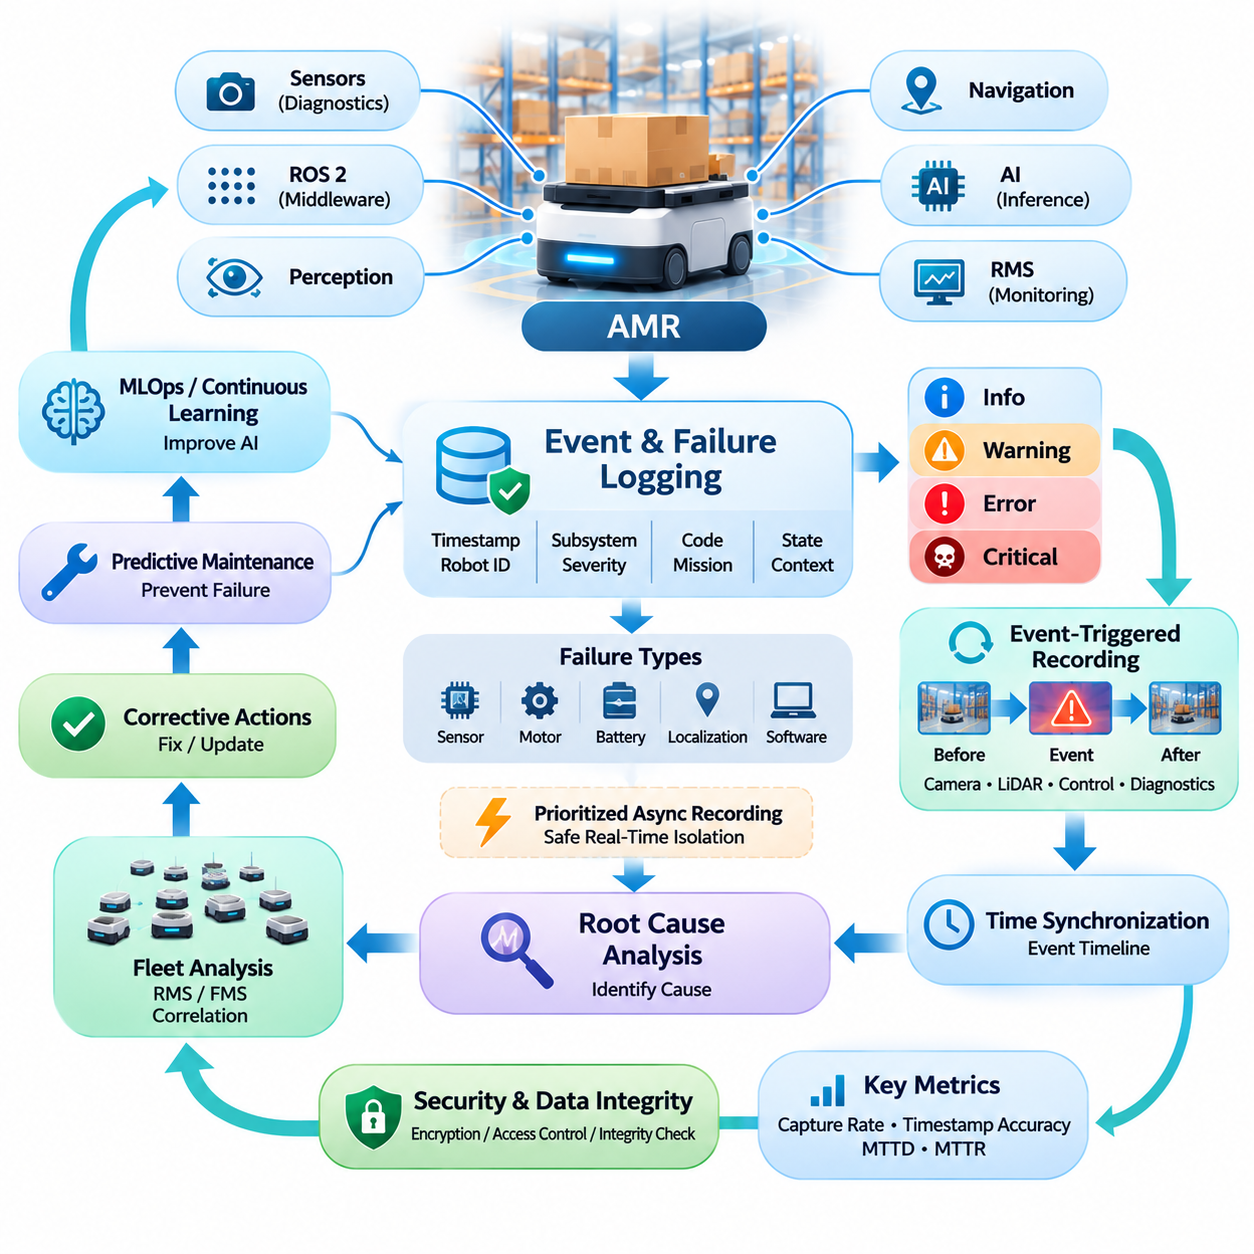 Sensors
(Diagnostics)
ROS 2
(Middleware)
Perception
Navigation
AI
AI
(Inference)
RMS
(Monitoring)
AMR
MLOps / Continuous
Learning
Improve AI
Predictive Maintenance
Prevent Failure
Corrective Actions
Fix / Update
Event & Failure
Logging
Timestamp
Robot ID
Subsystem
Severity
Code
Mission
State
Context
Info
Warning
Error
Critical
Failure Types
Sensor
Motor
Battery
Localization
Software
Event-Triggered
Recording
Before
Event
After
Camera • LiDAR • Control • Diagnostics
Prioritized Async Recording
Safe Real-Time Isolation
Root Cause
Analysis
Identify Cause
Time Synchronization
Event Timeline
Fleet Analysis
RMS / FMS
Correlation
Security & Data Integrity
Encryption / Access Control / Integrity Check
Key Metrics
Capture Rate • Timestamp Accuracy
MTTD • MTTR